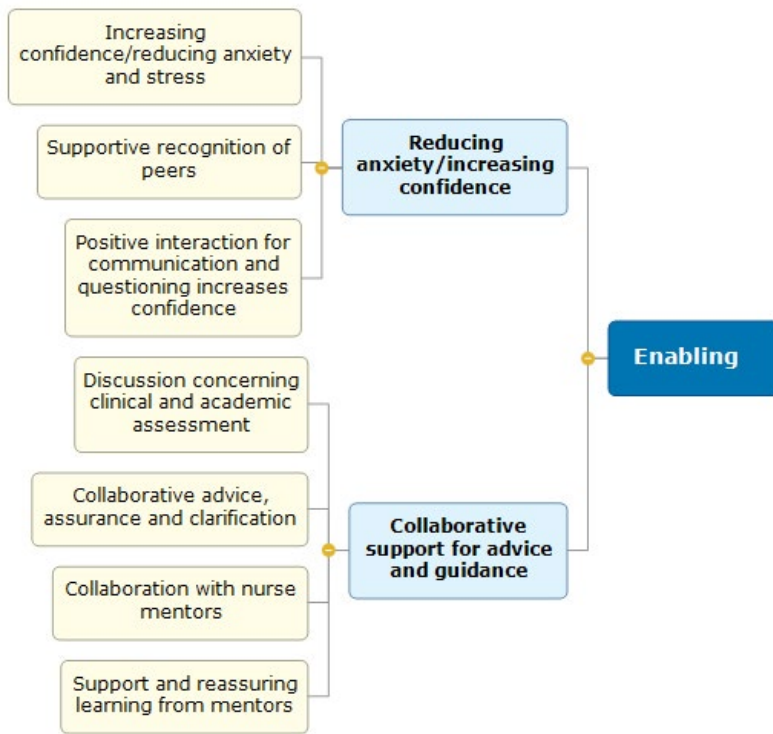 Increasing
confidence/reducing anxiety
and stress
Supportive recognition of
peers
Positive interaction for
communication and
questioning increases
confidence
Reducing
anxiety/increasing
confidence
Discussion concerning
clinical and academic
assessment
Collaborative advice,
assurance and clarification
Collaboration with nurse
mentors
Support and reassuring
learning from mentors
Collaborative
support for advice
and guidance
Enabling